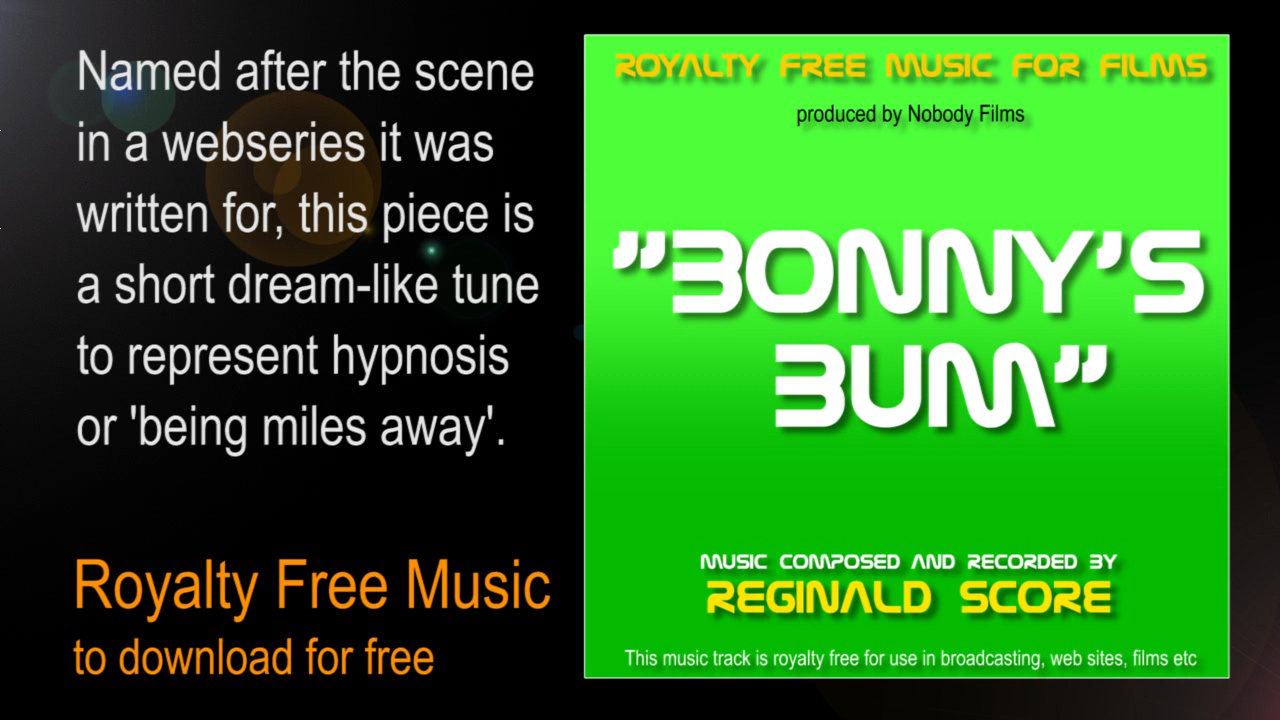 Named after the scene
in a webseries it was
written for, this piece is
a short dream-like tune
to represent hypnosis
or 'being miles away'.
Royalty Free Music
to download for free
ROYALTY FREE MUSIC FOR FILMS
produced by Nobody Films
"BONNY'S
BUM"
MUSIC COMPOSED AND RECORDED BY
REGINALD SCORE
This music track is royalty free for use in broadcasting, web sites, films etc